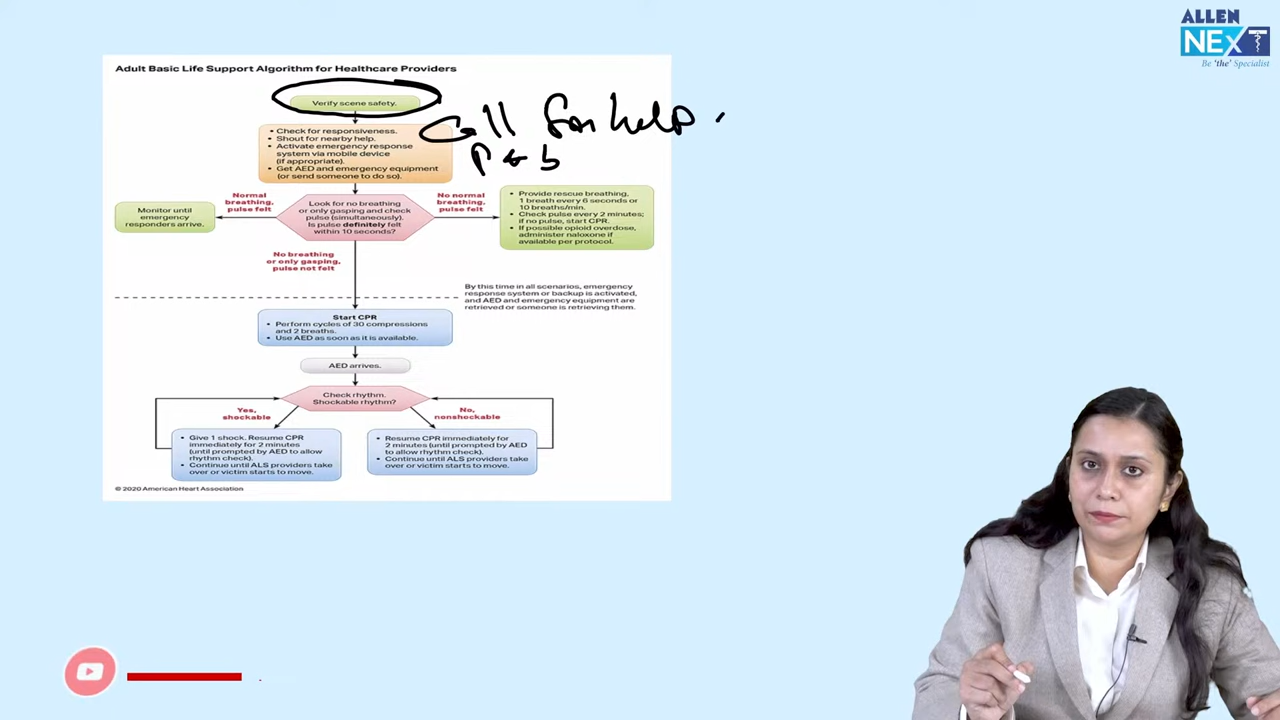 ALLEN
NEXT
Be 'the' Specialist
Adult Basic Life Support Algorithm for Healthcare Providers
Verify scene safety.
Call for help
P & b
• Check for responsiveness.
• Shout for nearby help.
• Activate emergency response
system via mobile device
(if appropriate).
• Get AED and emergency equipment
(or send someone to do so).
Normal
breathing,
pulse felt
Look for no breathing
or only gasping and check
pulse (simultaneously).
Is pulse definitely felt
within 10 seconds?
No normal
breathing,
pulse felt
Monitor until
emergency
responders arrive.
• Provide rescue breathing,
1 breath every 6 seconds or
10 breaths/min.
• Check pulse every 2 minutes;
if no pulse, start CPR.
• If possible opioid overdose,
administer naloxone if
available per protocol.
No breathing
or only gasping,
pulse not felt
By this time in all scenarios, emergency
response system or backup is activated,
and AED and emergency equipment are
retrieved or someone is retrieving them.
Start CPR
• Perform cycles of 30 compressions
and 2 breaths.
• Use AED as soon as it is available.
AED arrives.
Check rhythm.
Shockable rhythm?
Yes,
shockable
No,
nonshockable
• Give 1 shock. Resume CPR
immediately for 2 minutes
(until prompted by AED to allow
rhythm check).
• Continue until ALS providers take
over or victim starts to move.
• Resume CPR immediately for
2 minutes (until prompted by AED
to allow rhythm check).
• Continue until ALS providers take
over or victim starts to move.
© 2020 American Heart Association